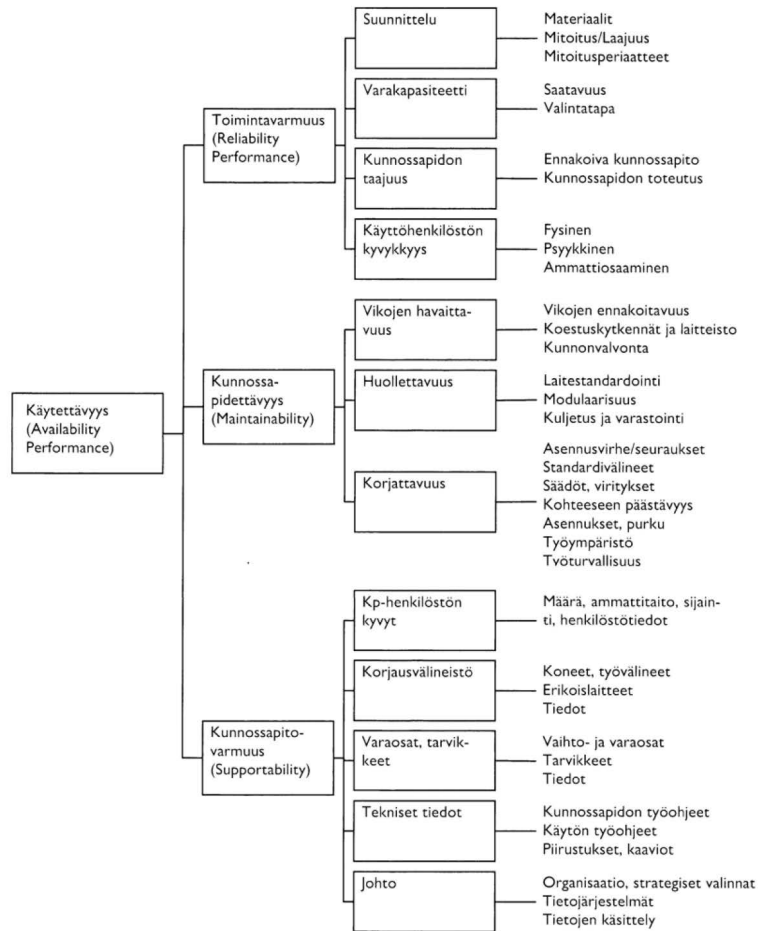 Käytettävyys
(Availability
Performance)
Toimintavarmuus
(Reliability
Performance)
Suunnittelu
Materiaalit
Mitoitus/Laajuus
Mitoitusperiaatteet
Varakapasiteetti
Saatavuus
Valintatapa
Kunnossapidon
taajuus
Ennakoiva kunnossapito
Kunnossapidon toteutus
Käyttöhenkilöstön
kyvykkyys
Fysinen
Psyykkinen
Ammattiosaaminen
Kunnossa-
pidettävyys
(Maintainability)
Vikojen havaitta-
vuus
Vikojen ennakoitavuus
Koestuskytkennät ja laitteisto
Kunnonvalvonta
Huollettavuus
Laitestandardointi
Modulaarisuus
Kuljetus ja varastointi
Korjattavuus
Asennusvirhe/seuraukset
Standardivälineet
Säädöt, viritykset
Kohteeseen päästävyys
Asennukset, purku
Työympäristö
Työturvallisuus
Kunnossapito-
varmuus
(Supportability)
Kp-henkilöstön
kyvyt
Määrä, ammattitaito, sijain-
ti, henkilöstötiedot
Korjausvälineistö
Koneet, työvälineet
Erikoislaitteet
Tiedot
Varaosat, tarvik-
keet
Vaihto- ja varaosat
Tarvikkeet
Tiedot
Tekniset tiedot
Kunnossapidon työohjeet
Käytön työohjeet
Piirustukset, kaaviot
Johto
Organisaatio, strategiset valinnat
Tietojärjestelmät
Tietojen käsittely